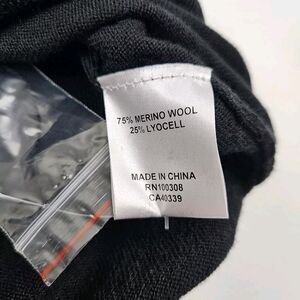 75% MERINO WOOL
25% LYOCELL
MADE IN CHINA
RN100308
CA40339